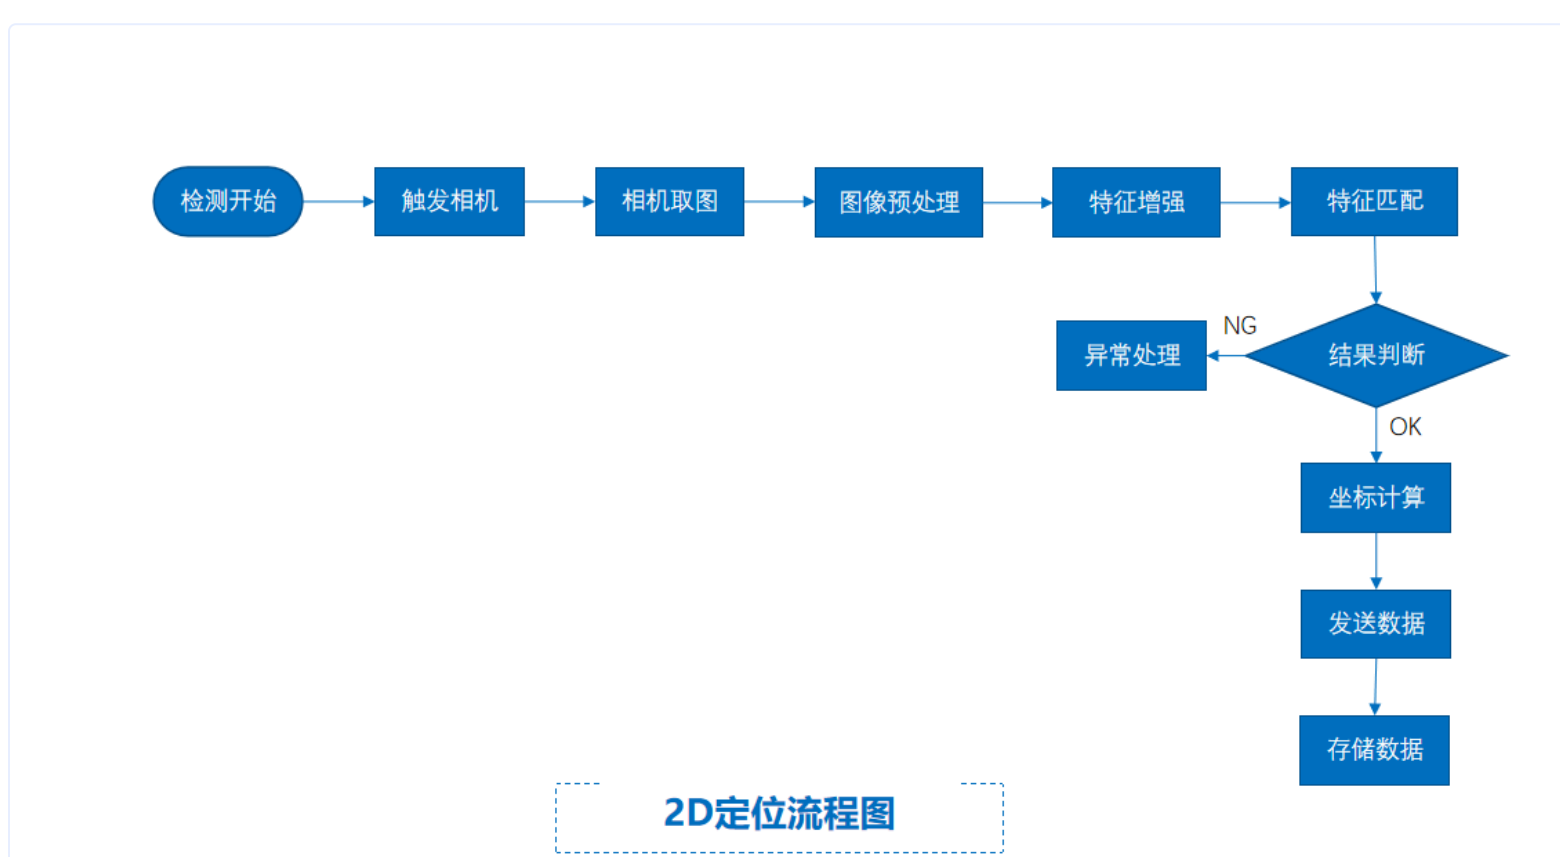 检测开始
触发相机
相机取图
图像预处理
特征增强
特征匹配
结果判断
NG
异常处理
OK
坐标计算
发送数据
存储数据
2D定位流程图